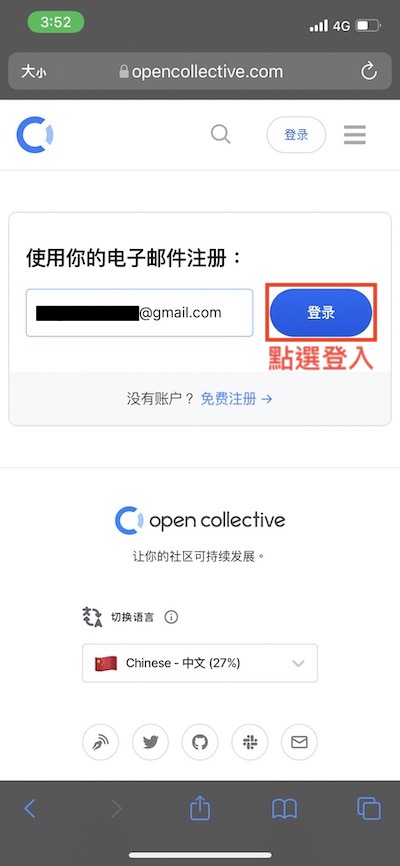 3:52
4G
大小
opencollective.com
登录
使用你的电子邮件注册：
@gmail.com
登录
點選登入
没有账户？ 免费注册 →
open collective
让你的社区可持续发展。
切换语言
Chinese - 中文 (27%)